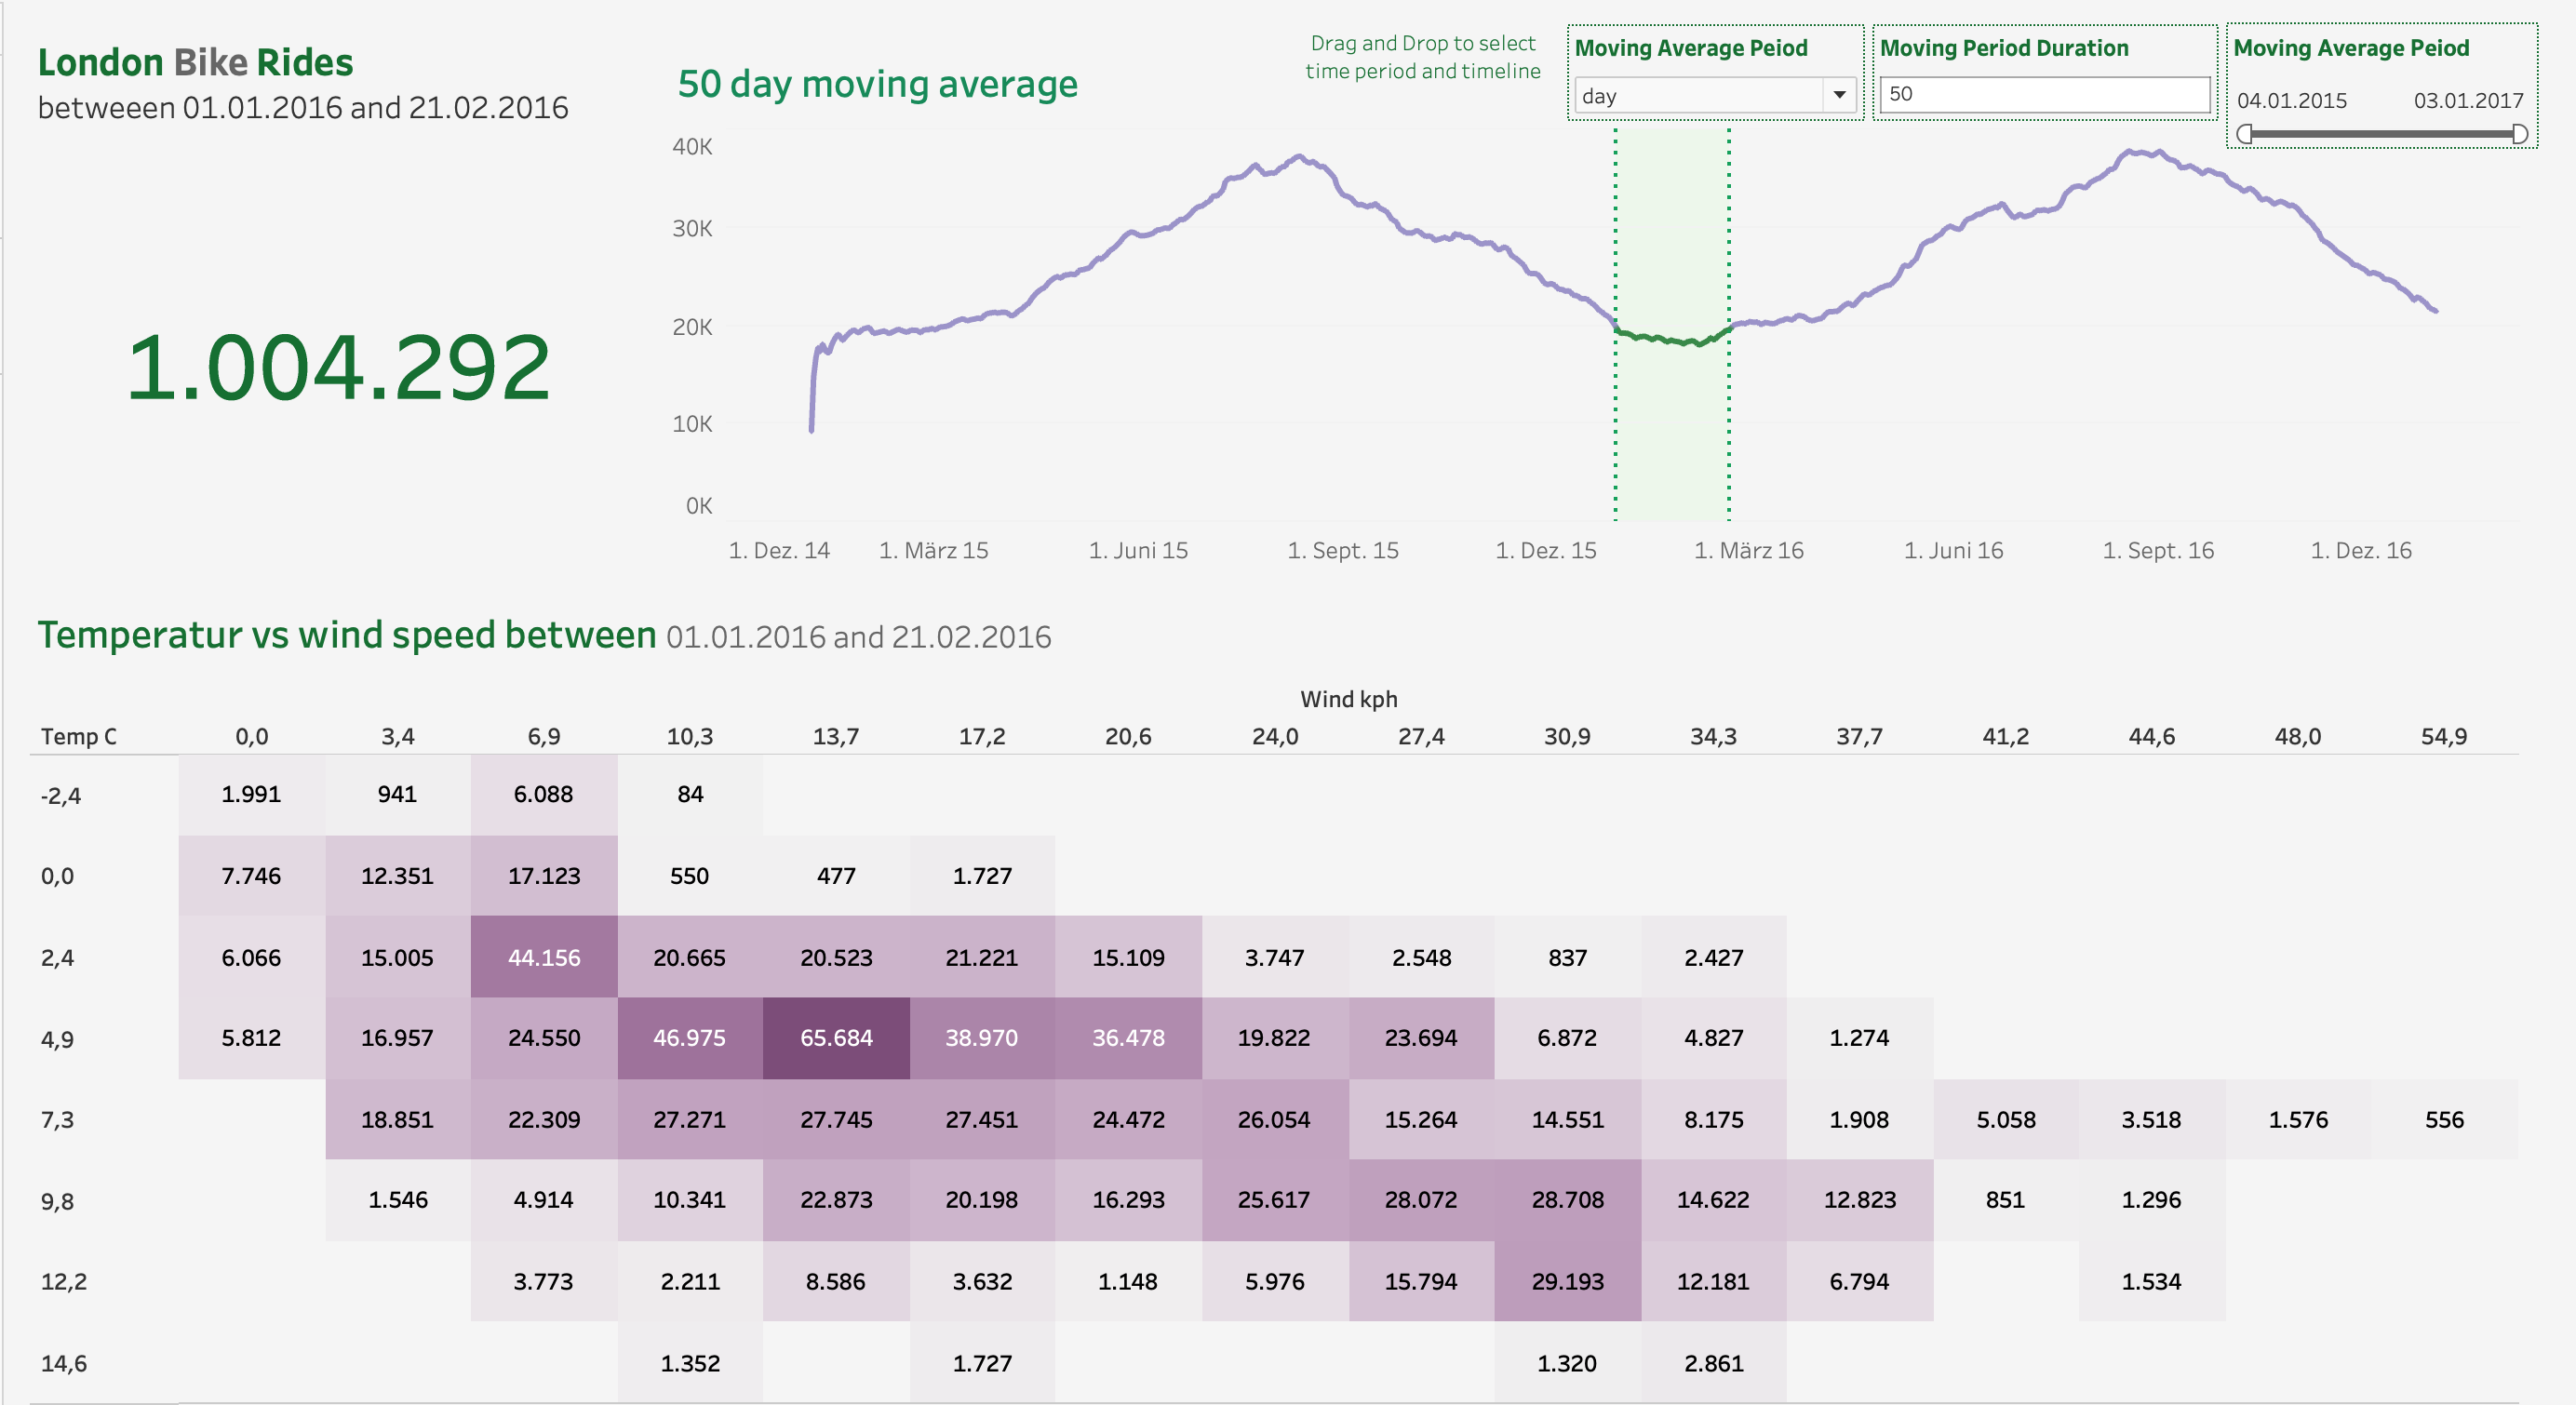 London Bike Rides
betweeen 01.01.2016 and 21.02.2016
1.004.292
50 day moving average
Drag and Drop to select
time period and timeline
Moving Average Peiod
day
Moving Period Duration
50
Moving Average Peiod
04.01.2015 03.01.2017
40K
30K
20K
10K
0K
1. Dez. 14 1. März 15 1. Juni 15 1. Sept. 15 1. Dez. 15 1. März 16 1. Juni 16 1. Sept. 16 1. Dez. 16
Temperatur vs wind speed between 01.01.2016 and 21.02.2016
Wind kph
Temp C 0,0 3,4 6,9 10,3 13,7 17,2 20,6 24,0 27,4 30,9 34,3 37,7 41,2 44,6 48,0 54,9
-2,4 1.991 941 6.088 84
0,0 7.746 12.351 17.123 550 477 1.727
2,4 6.066 15.005 44.156 20.665 20.523 21.221 15.109 3.747 2.548 837 2.427
4,9 5.812 16.957 24.550 46.975 65.684 38.970 36.478 19.822 23.694 6.872 4.827 1.274
7,3 18.851 22.309 27.271 27.745 27.451 24.472 26.054 15.264 14.551 8.175 1.908 5.058 3.518 1.576 556
9,8 1.546 4.914 10.341 22.873 20.198 16.293 25.617 28.072 28.708 14.622 12.823 851 1.296
12,2 3.773 2.211 8.586 3.632 1.148 5.976 15.794 29.193 12.181 6.794 1.534
14,6 1.352 1.727 1.320 2.861